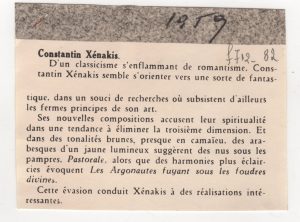 1959
Constantin Xénakis.
D'un classicisme s'enflammant de romantisme. Cons-
tantin Xénakis semble s'orienter vers une sorte de fantas-
tique, dans un souci de recherches où subsistent d'ailleurs
les fermes principes de son art.
Ses nouvelles compositions accusent leur spiritualité
dans une tendance à éliminer la troisième dimension. Et
dans des tonalités brunes, presque en camaïeu, des ara-
besques d'un jaune lumineux suggèrent des nus sous les
pampres, Pastorale, alors que des harmonies plus éclair-
cies évoquent Les Argonautes fuyant sous les foudres
divines.
Cette évasion conduit Xénakis à des réalisations inté-
ressantes.